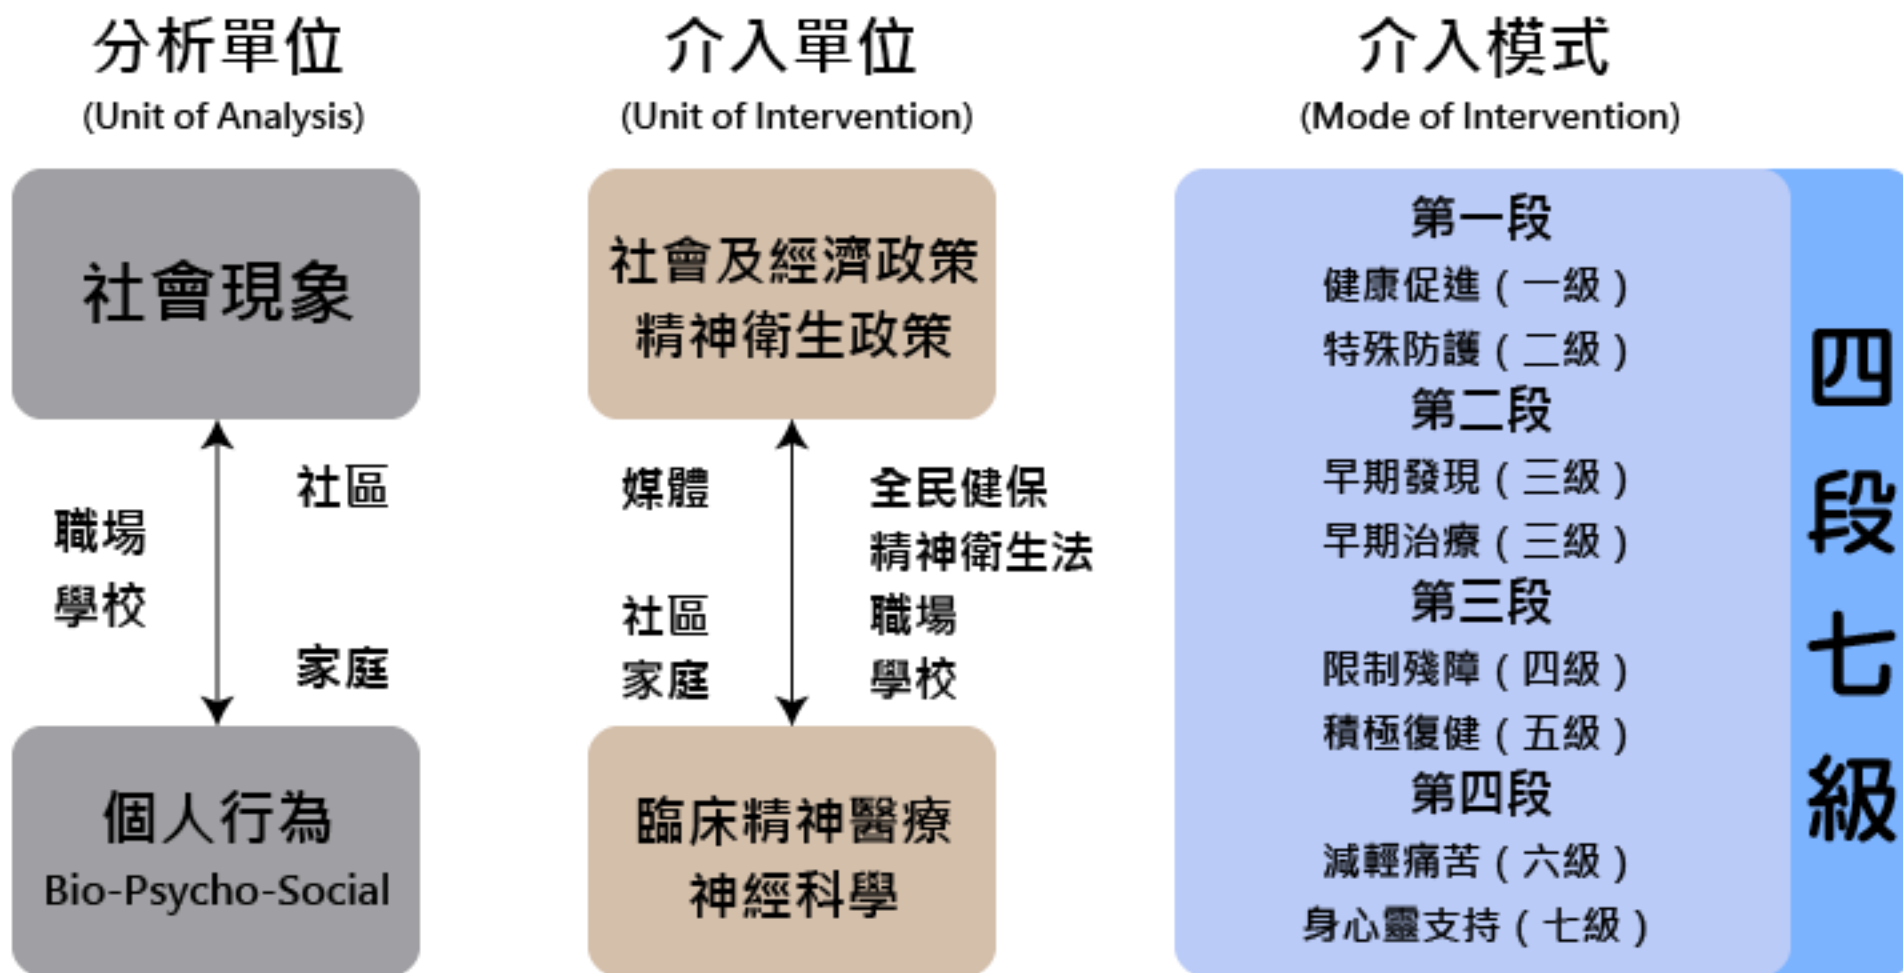 分析單位
(Unit of Analysis)
社會現象
社區
職場
學校
家庭
個人行為
Bio-Psycho-Social
介入單位
(Unit of Intervention)
社會及經濟政策
精神衛生政策
媒體
全民健保
精神衛生法
社區
職場
家庭
學校
臨床精神醫療
神經科學
介入模式
(Mode of Intervention)
第一段
健康促進(一級)
特殊防護(二級)
第二段
早期發現(三級)
早期治療(三級)
第三段
限制殘障(四級)
積極復健(五級)
第四段
減輕痛苦(六級)
身心靈支持(七級)
四段七級